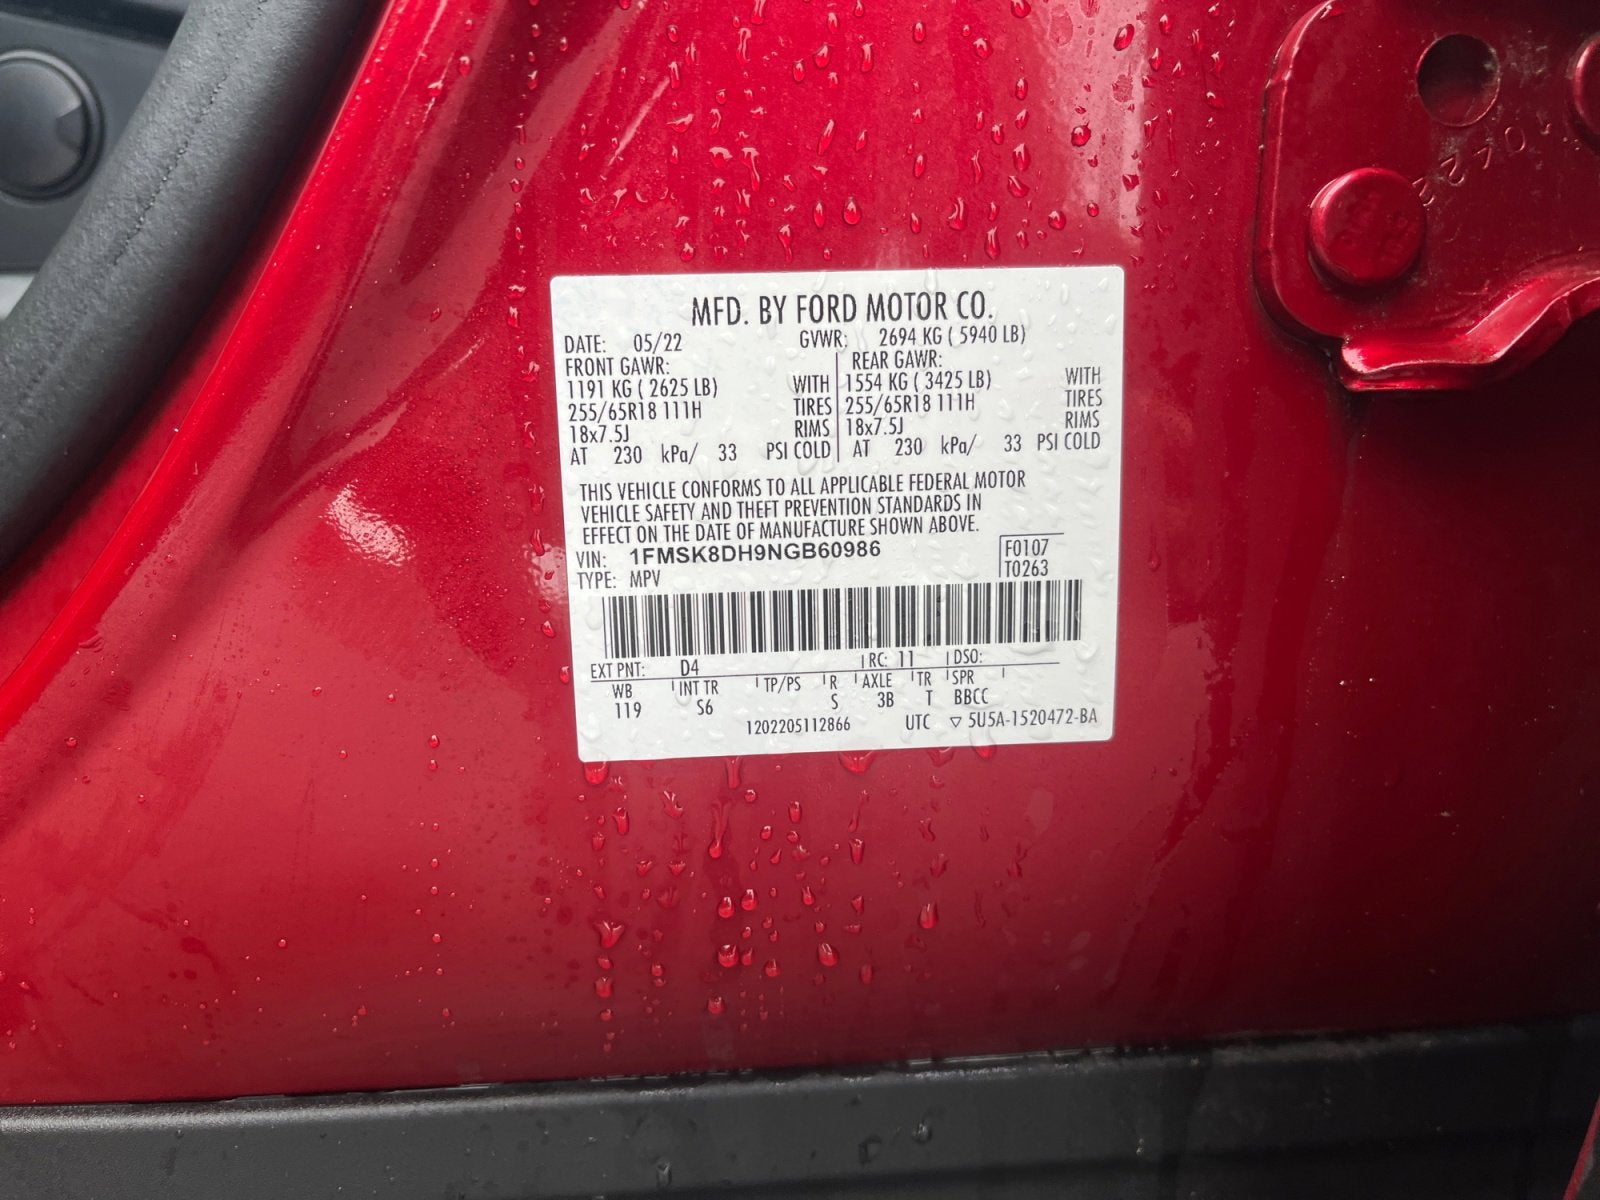 MFD. BY FORD MOTOR CO.
DATE: 05/22 GVWR: 2694 KG ( 5940 LB)
FRONT GAWR: REAR GAWR:
1191 KG ( 2625 LB) WITH 1554 KG ( 3425 LB) WITH
255/65R18 111H TIRES 255/65R18 111H TIRES
18x7.5J RIMS 18x7.5J RIMS
AT 230 kPa/ 33 PSI COLD AT 230 kPa/ 33 PSI COLD
THIS VEHICLE CONFORMS TO ALL APPLICABLE FEDERAL MOTOR
VEHICLE SAFETY AND THEFT PREVENTION STANDARDS IN
EFFECT ON THE DATE OF MANUFACTURE SHOWN ABOVE.
VIN: 1FMSK8DH9NGB60986 F0107
TYPE: MPV T0263
EXT PNT: D4 RC: 11 DSO:
WB INT TR TP/PS R AXLE TR SPR
119 S6 S 3B T BBCC
1202205112866 UTC ▽ 5U5A-1520472-BA